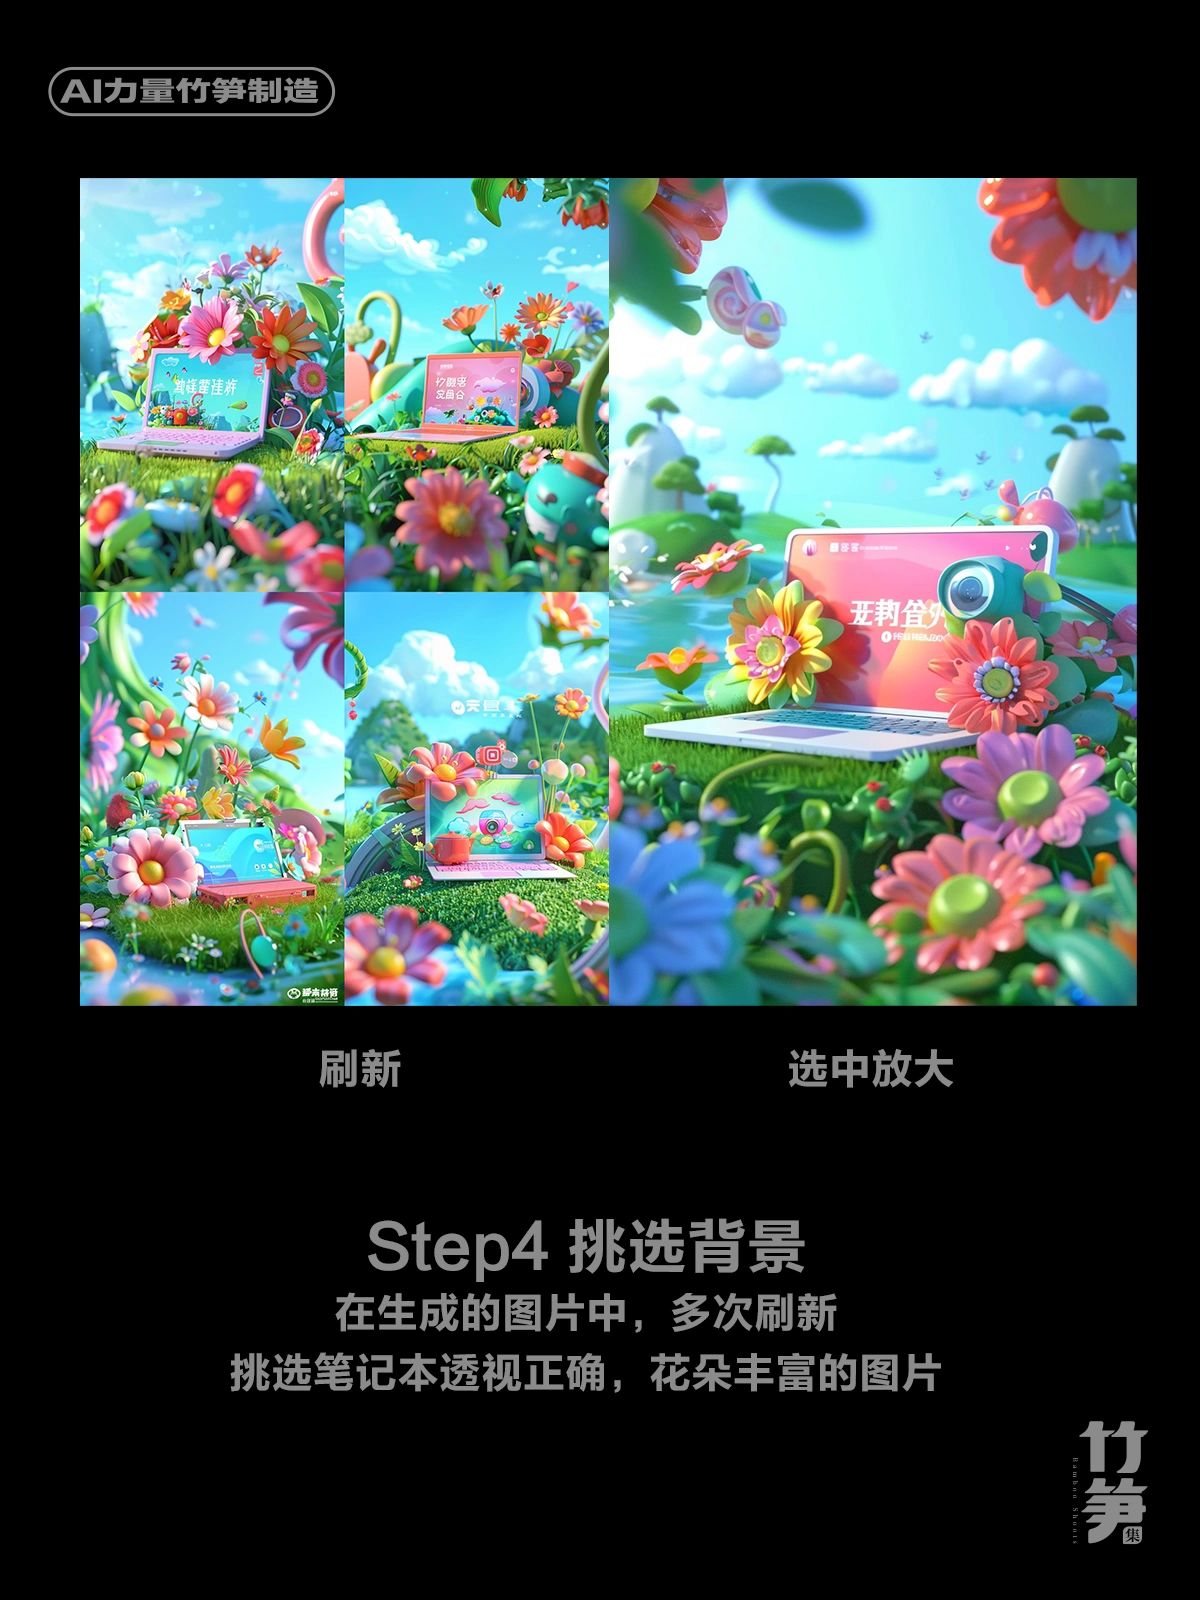 AI力量竹笋制造
刷新
选中放大
Step4 挑选背景
在生成的图片中，多次刷新
挑选笔记本透视正确，花朵丰富的图片
竹笋
Bamboo Shoots
集